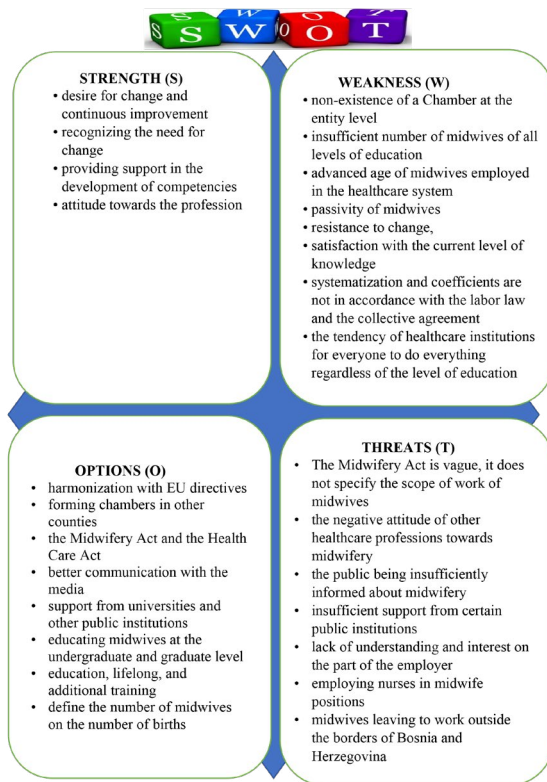 S S W W O O T T
STRENGTH (S)
• desire for change and
continuous improvement
• recognizing the need for
change
• providing support in the
development of competencies
• attitude towards the profession
WEAKNESS (W)
• non-existence of a Chamber at the
entity level
• insufficient number of midwives of all
levels of education
• advanced age of midwives employed
in the healthcare system
• passivity of midwives
• resistance to change,
• satisfaction with the current level of
knowledge
• systematization and coefficients are
not in accordance with the labor law
and the collective agreement
• the tendency of healthcare institutions
for everyone to do everything
regardless of the level of education
OPTIONS (O)
• harmonization with EU directives
• forming chambers in other
counties
• the Midwifery Act and the Health
Care Act
• better communication with the
media
• support from universities and
other public institutions
• educating midwives at the
undergraduate and graduate level
• education, lifelong, and
additional training
• define the number of midwives
on the number of births
THREATS (T)
• The Midwifery Act is vague, it does
not specify the scope of work of
midwives
• the negative attitude of other
healthcare professions towards
midwifery
• the public being insufficiently
informed about midwifery
• insufficient support from certain
public institutions
• lack of understanding and interest on
the part of the employer
• employing nurses in midwife
positions
• midwives leaving to work outside
the borders of Bosnia and
Herzegovina